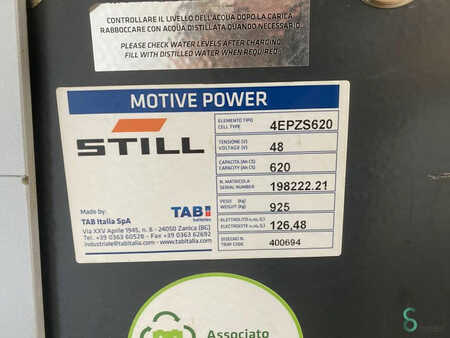 CONTROLLARE IL LIVELLO DELL'ACQUA DOPO LA CARICA
RABBOCCARE CON ACQUA DISTILLATA QUANDO NECESSARIO.
PLEASE CHECK WATER LEVELS AFTER CHARGING
FILL WITH DISTILLED WATER WHEN REQUIRED.
MOTIVE POWER
STILL
Made by:
TAB Italia SpA
TAB
batteries
Via XXV Aprile 1945, n. 8 - 24050 Zanica (BG)
Tel. +39 0363 60528 - Fax +39 0363 62692
industriale@tabitalia.com - www.tabitalia.com
ELEMENTO TIPO
CELL TYPE
4EPZS620
TENSIONE (V)
VOLTAGE (V)
48
CAPACITÀ (Ah C5)
CAPACITY (Ah C5)
620
N. MATRICOLA
SERIAL NUMBER
198222.21
PESO (Kg)
WEIGHT (Kg)
925
ELETTROLITO
ELECTROLYTE
126,48
DISEGNO N.
TRAY CODE
400694
Associato
S